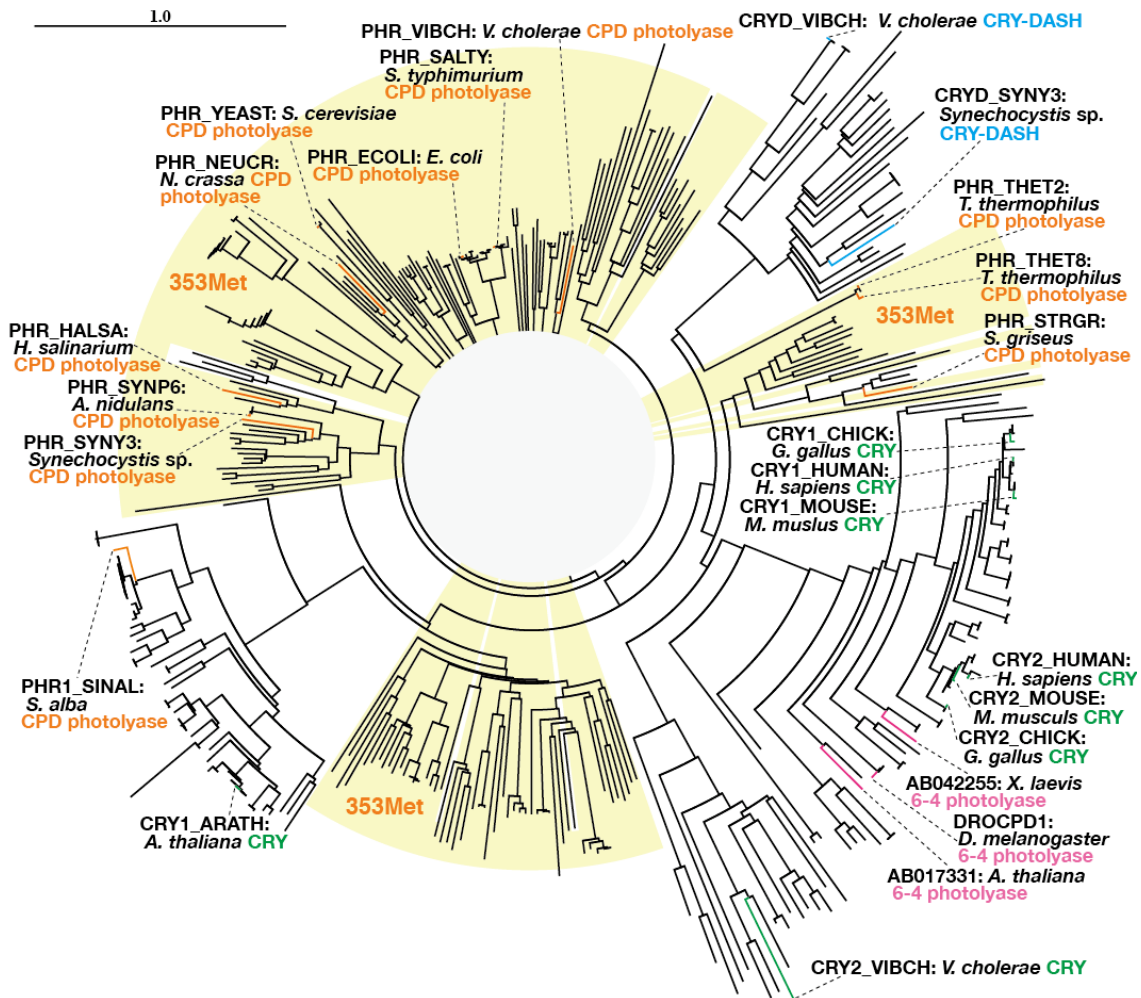 1.0
PHR_VIBCH: V. cholerae CPD photolyase
CRYD_VIBCH: V. cholerae CRY-DASH
PHR_SALTY:
S. typhimurium
CPD photolyase
CRYD_SYNY3:
Synechocystis sp.
CRY-DASH
PHR_YEAST: S. cerevisiae
CPD photolyase
PHR_NEUCR:
N. crassa CPD
photolyase
PHR_ECOLI: E. coli
CPD photolyase
PHR_THET2:
T. thermophilus
CPD photolyase
353Met
PHR_THET8:
T. thermophilus
CPD photolyase
353Met
PHR_STRGR:
S. griseus
CPD photolyase
PHR_HALSA:
H. salinarium
CPD photolyase
PHR_SYNP6:
A. nidulans
CPD photolyase
PHR_SYNY3:
Synechocystis sp.
CPD photolyase
CRY1_CHICK:
G. gallus CRY
CRY1_HUMAN:
H. sapiens CRY
CRY1_MOUSE:
M. muslus CRY
PHR1_SINAL:
S. alba
CPD photolyase
CRY2_HUMAN:
H. sapiens CRY
CRY2_MOUSE:
M. musculs CRY
CRY2_CHICK:
G. gallus CRY
AB042255: X. laevis
6-4 photolyase
353Met
CRY1_ARATH:
A. thaliana CRY
DROCPD1:
D. melanogaster
6-4 photolyase
AB017331: A. thaliana
6-4 photolyase
CRY2_VIBCH: V. cholerae CRY